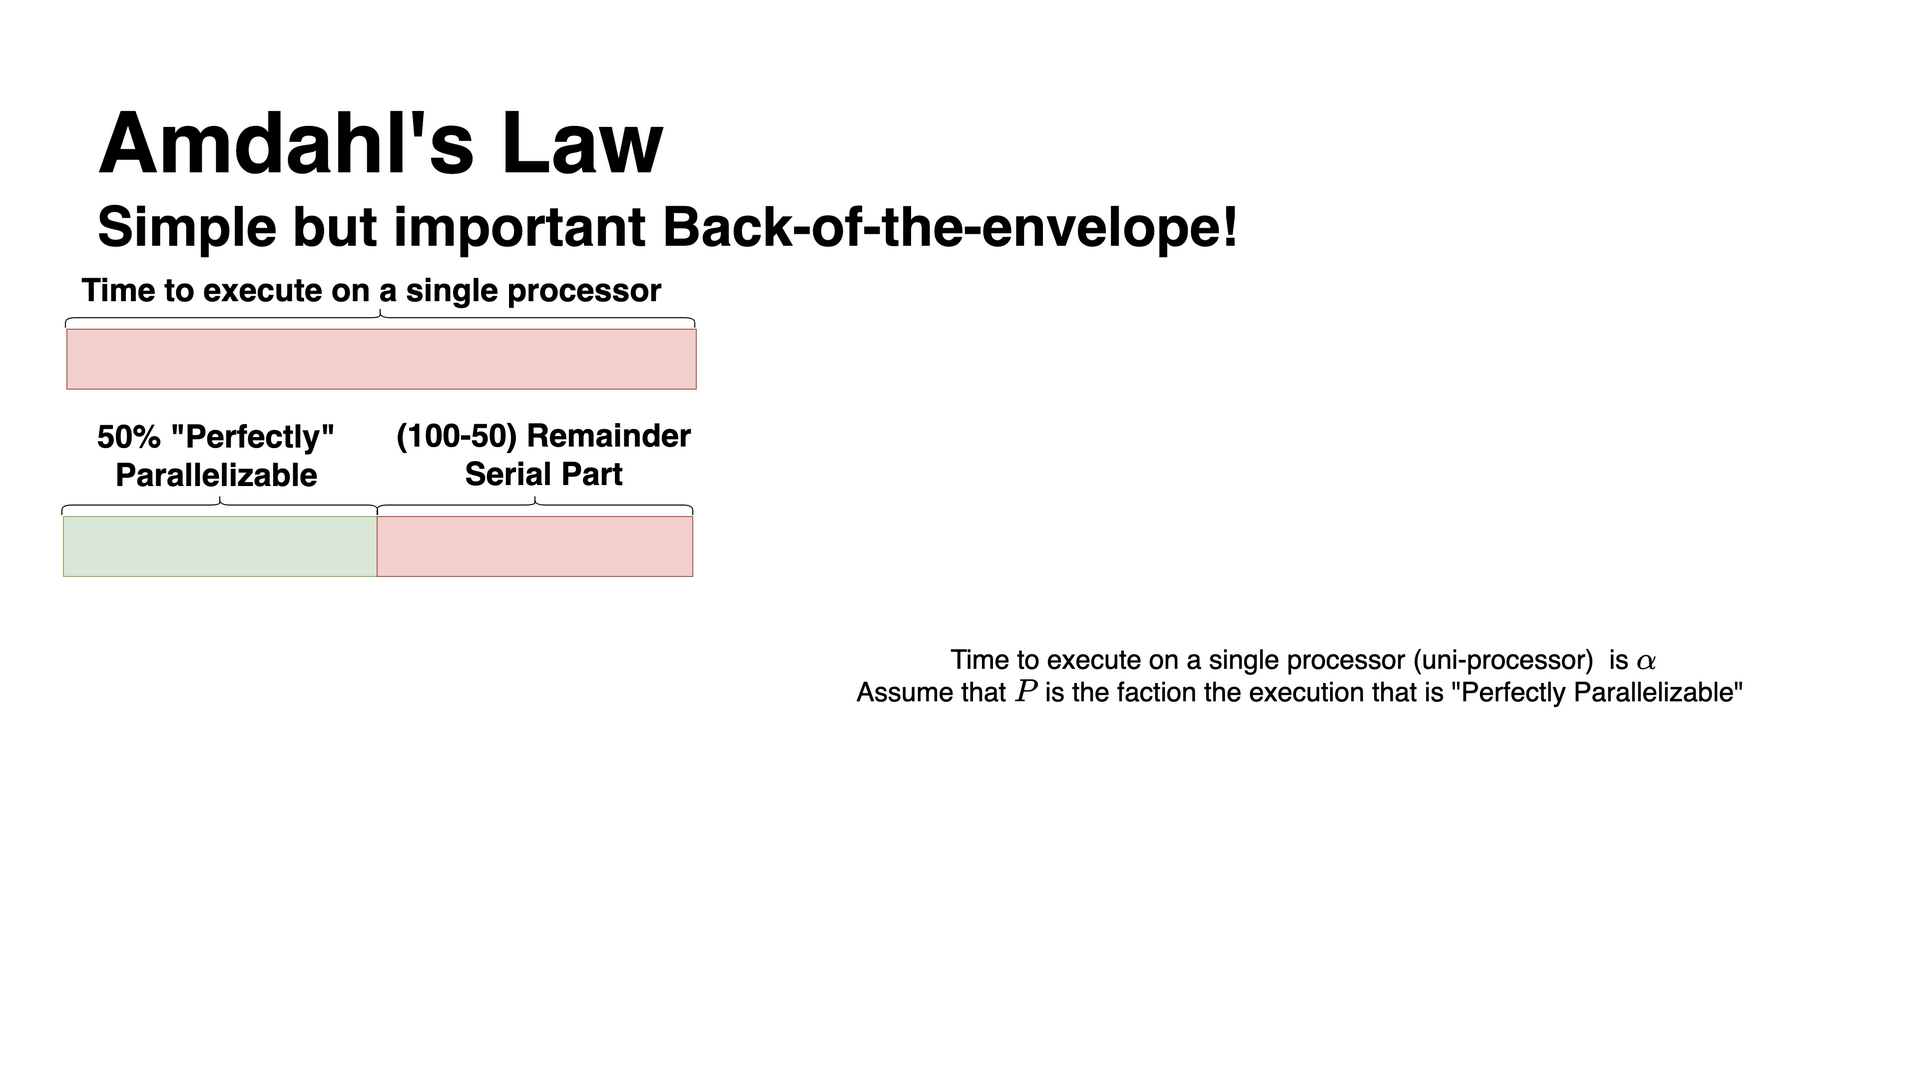 Amdahl's Law
Simple but important Back-of-the-envelope!
Time to execute on a single processor
50% "Perfectly"
Parallelizable
(100-50) Remainder
Serial Part
Time to execute on a single processor (uni-processor)  is α
Assume that P is the faction the execution that is "Perfectly Parallelizable"